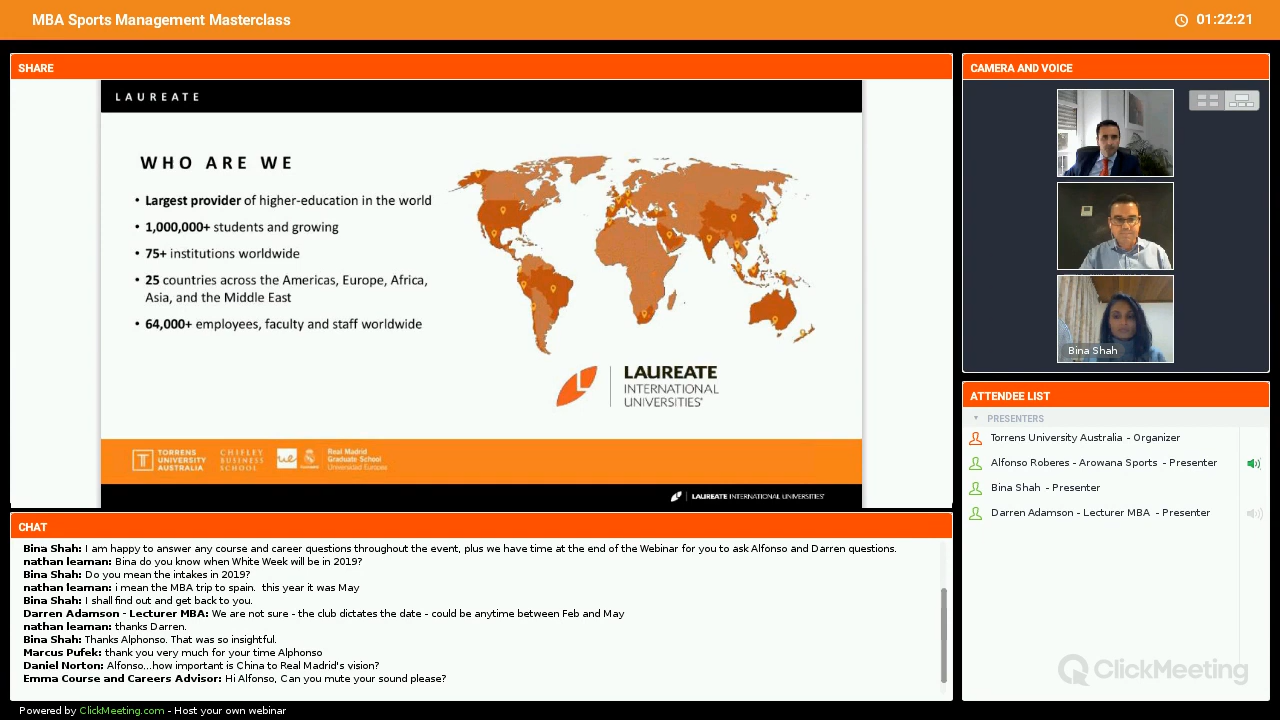 MBA Sports Management Masterclass
01:22:21
SHARE
LAUREATE
WHO ARE WE
• Largest provider of higher-education in the world
• 1,000,000+ students and growing
• 75+ institutions worldwide
• 25 countries across the Americas, Europe, Africa,
Asia, and the Middle East
• 64,000+ employees, faculty and staff worldwide
LAUREATE
INTERNATIONAL
UNIVERSITIES®
TORRENS
UNIVERSITY
AUSTRALIA
CHIFLEY
BUSINESS
SCHOOL
ue
Real Madrid
Graduate School
Universidad Europea
LAUREATE INTERNATIONAL UNIVERSITIES®
CHAT
Bina Shah: I am happy to answer any course and career questions throughout the event, plus we have time at the end of the Webinar for you to ask Alfonso and Darren questions.
nathan leaman: Bina do you know when White Week will be in 2019?
Bina Shah: Do you mean the intakes in 2019?
nathan leaman: i mean the MBA trip to spain.  this year it was May
Bina Shah: I shall find out and get back to you.
Darren Adamson - Lecturer MBA: We are not sure - the club dictates the date - could be anytime between Feb and May
nathan leaman: thanks Darren.
Bina Shah: Thanks Alphonso. That was so insightful.
Marcus Pufek: thank you very much for your time Alphonso
Daniel Norton: Alfonso...how important is China to Real Madrid's vision?
Emma Course and Careers Advisor: Hi Alfonso, Can you mute your sound please?
CAMERA AND VOICE
Bina Shah
ATTENDEE LIST
PRESENTERS
Torrens University Australia - Organizer
Alfonso Roberes - Arowana Sports - Presenter
Bina Shah - Presenter
Darren Adamson - Lecturer MBA - Presenter
ClickMeeting
Powered by ClickMeeting.com - Host your own webinar